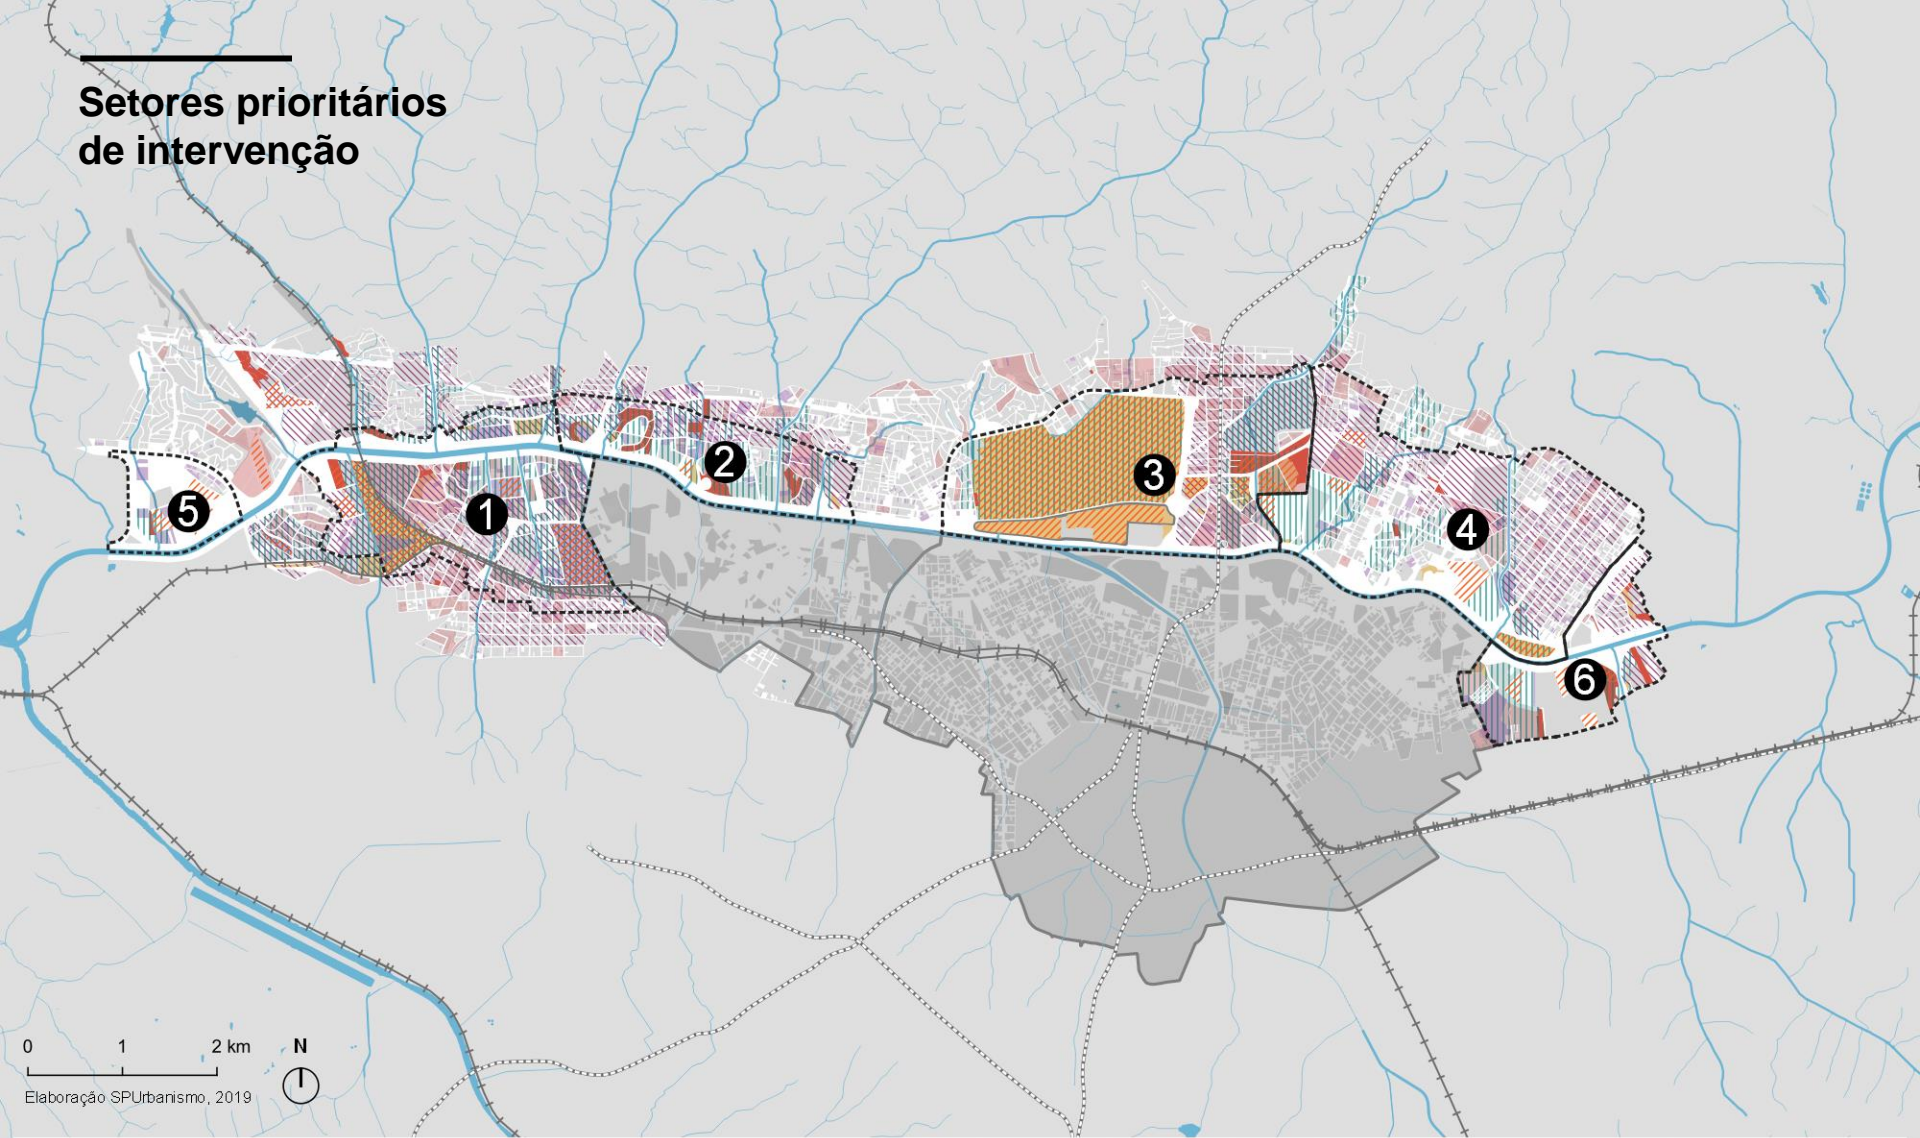 Setores prioritários
de intervenção
2
3
5
1
4
6
0 1 2 km N
Elaboração SPUrbanismo, 2019